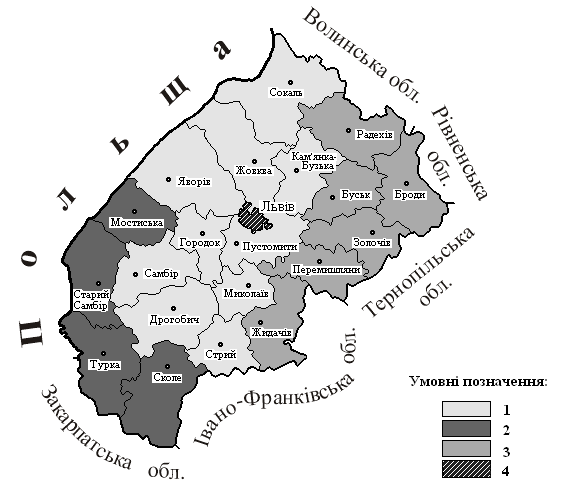 Польща
Волинська обл.
Рівненська
обл.
Сокаль
Радехів
Кам'янка-
Бузька
Жовква
Яворів
Буськ
Броди
Львів
Мостиська
Городок
Пустомити
Золочів
Перемишляни
Тернопільська
обл.
Самбір
Старий
Самбір
Миколаїв
Дрогобич
Жидачів
Стрий
Турка
Сколе
Івано-Франківська обл.
Закарпатська обл.
Умовні позначення:
1
2
3
4